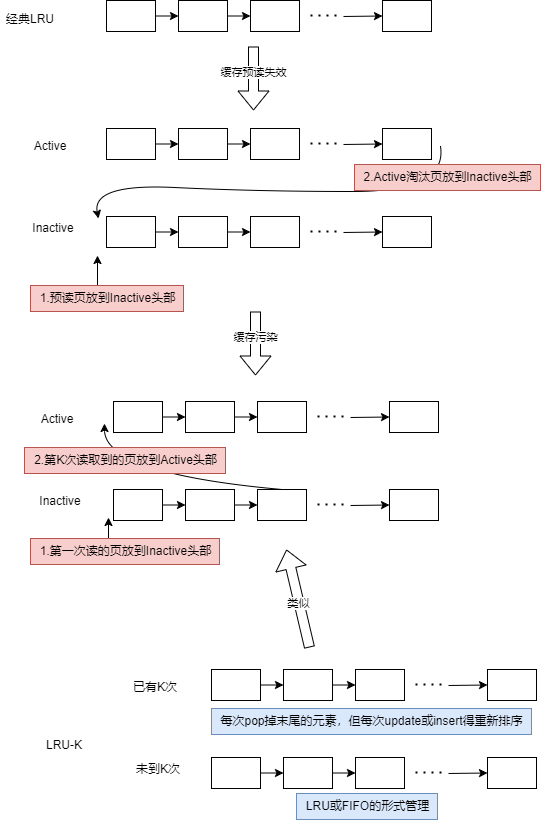 经典LRU
缓存预读失效
Active
2.Active淘汰页放到Inactive头部
Inactive
1.预读页放到Inactive头部
缓存污染
Active
2.第K次读取到的页放到Active头部
Inactive
1.第一次读的页放到Inactive头部
类似
已有K次
每次pop掉末尾的元素，但每次update或insert得重新排序
LRU-K
未到K次
LRU或FIFO的形式管理